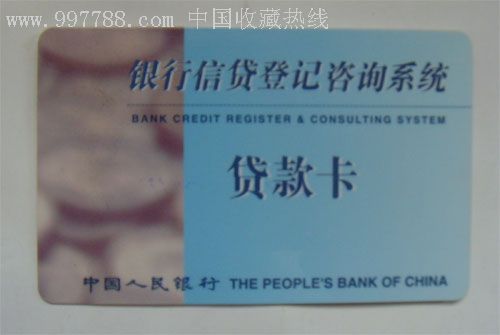 www.997788.com 中国收藏热线
银行信贷登记咨询系统
BANK CREDIT REGISTER & CONSULTING SYSTEM
贷款卡
中国人民银行 THE PEOPLE'S BANK OF CHINA